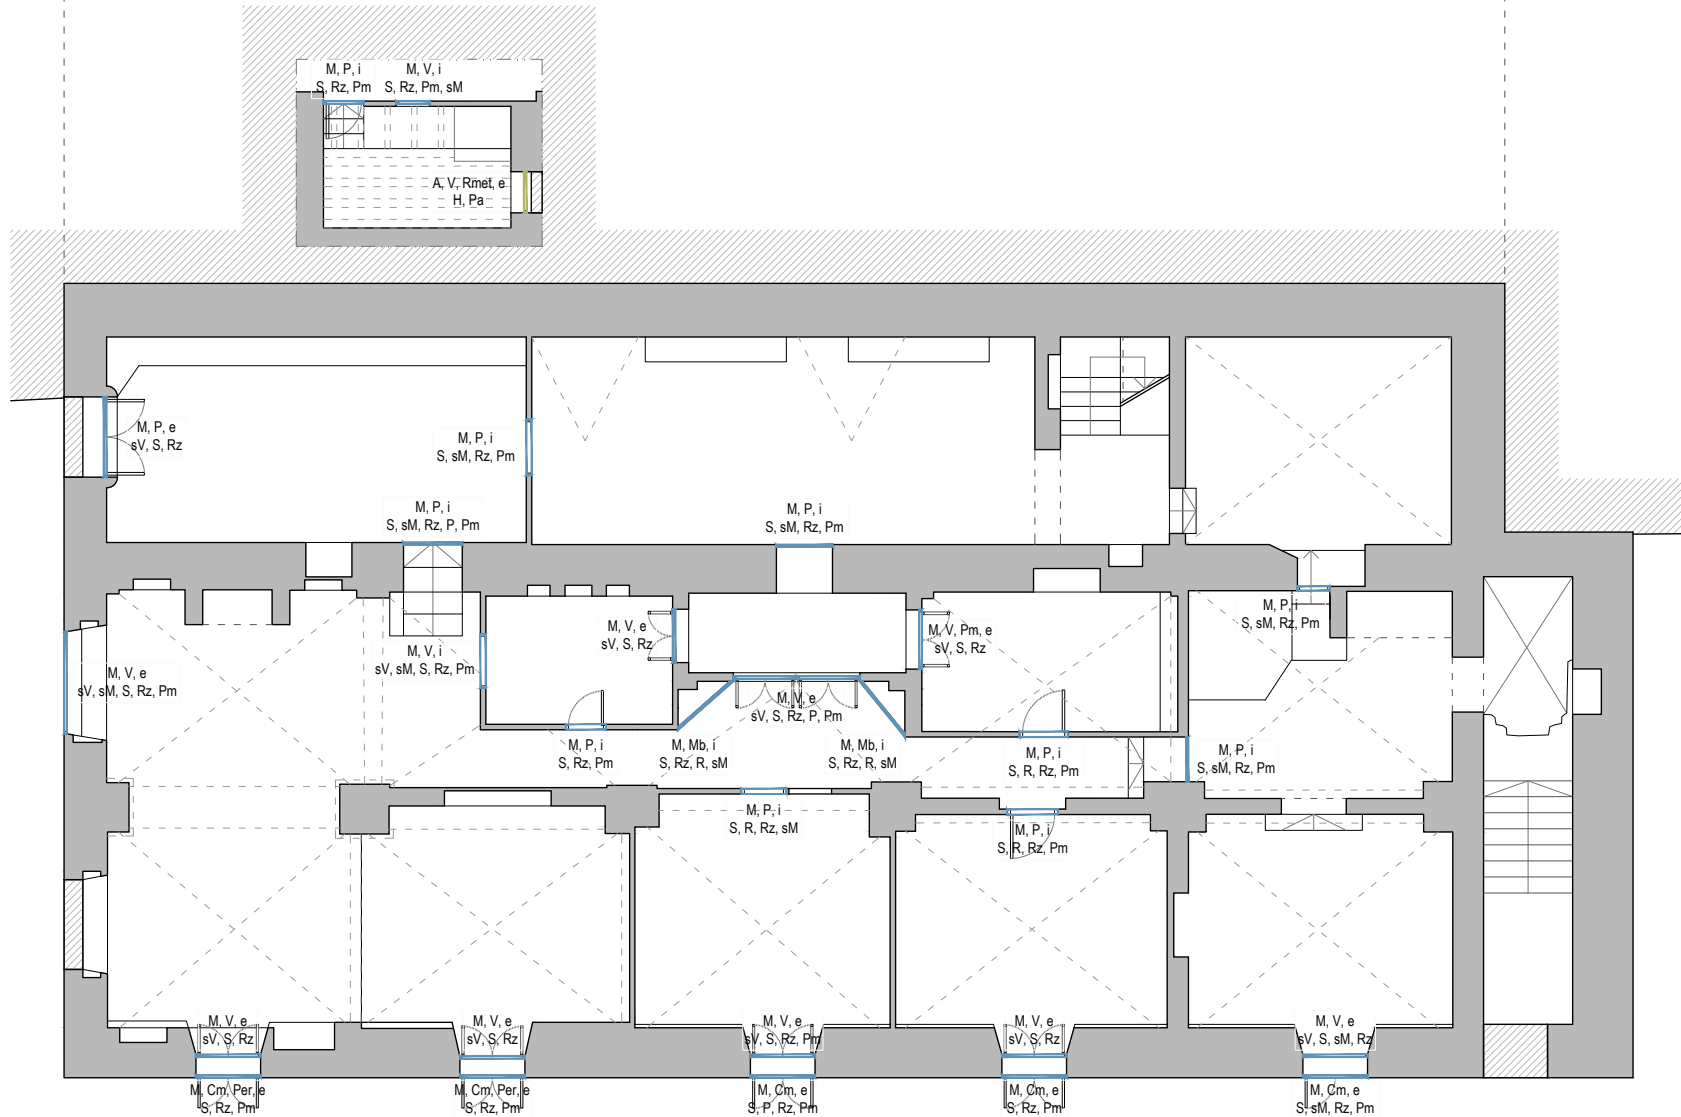 M, P, i
S, Rz, Pm
M, V, i
S, Rz, Pm, sM
A, V, Rmet, e
H, Pa
M, P, e
sV, S, Rz
M, P, i
S, sM, Rz, Pm
M, P, i
S, sM, Rz, P, Pm
M, P, i
S, sM, Rz, Pm
M, V, e
sV, sM, S, Rz, Pm
M, V, i
sV, sM, S, Rz, Pm
M, V, e
sV, S, Rz
M, V, Pm, e
sV, S, Rz
M, P, i
S, sM, Rz, Pm
M, V, e
sV, S, Rz, P, Pm
M, P, i
S, Rz, Pm
M, Mb, i
S, Rz, R, sM
M, Mb, i
S, Rz, R, sM
M, P, i
S, R, Rz, Pm
M, P, i
S, sM, Rz, Pm
M, P, i
S, R, Rz, sM
M, P, i
S, R, Rz, Pm
M, V, e
sV, S, Rz
M, V, e
sV, S, Rz
M, V, e
sV, S, Rz, Pm
M, V, e
sV, S, Rz
M, V, e
sV, S, sM, Rz
M, Cm, Per, e
S, Rz, Pm
M, Cm, Per, e
S, Rz, Pm
M, Cm, e
S, P, Rz, Pm
M, Cm, e
S, Rz, Pm
M, Cm, e
S, sM, Rz, Pm